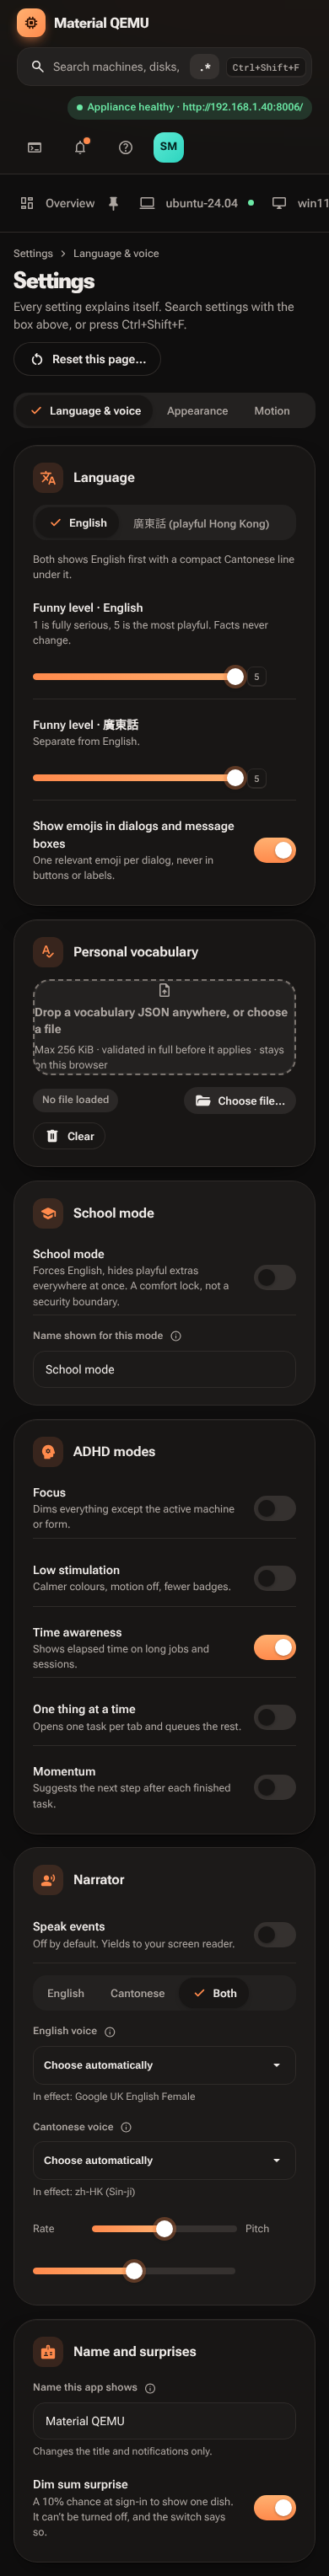 Material QEMU
Search machines, disks,
.*
Ctrl+Shift+F
Appliance healthy · http://192.168.1.40:8006/
SM
Overview
ubuntu-24.04
win11
Settings > Language & voice
Settings
Every setting explains itself. Search settings with the
box above, or press Ctrl+Shift+F.
Reset this page...
Language & voice
Appearance
Motion
Language
English
廣東話 (playful Hong Kong)
Both shows English first with a compact Cantonese line
under it.
Funny level · English
1 is fully serious, 5 is the most playful. Facts never
change.
5
Funny level · 廣東話
Separate from English.
5
Show emojis in dialogs and message
boxes
One relevant emoji per dialog, never in
buttons or labels.
Personal vocabulary
Drop a vocabulary JSON anywhere, or choose
a file
Max 256 KiB · validated in full before it applies · stays
on this browser
No file loaded
Choose file...
Clear
School mode
School mode
Forces English, hides playful extras
everywhere at once. A comfort lock, not a
security boundary.
Name shown for this mode
School mode
ADHD modes
Focus
Dims everything except the active machine
or form.
Low stimulation
Calmer colours, motion off, fewer badges.
Time awareness
Shows elapsed time on long jobs and
sessions.
One thing at a time
Opens one task per tab and queues the rest.
Momentum
Suggests the next step after each finished
task.
Narrator
Speak events
Off by default. Yields to your screen reader.
English
Cantonese
Both
English voice
Choose automatically
In effect: Google UK English Female
Cantonese voice
Choose automatically
In effect: zh-HK (Sin-ji)
Rate
Pitch
Name and surprises
Name this app shows
Material QEMU
Changes the title and notifications only.
Dim sum surprise
A 10% chance at sign-in to show one dish.
It can't be turned off, and the switch says
so.